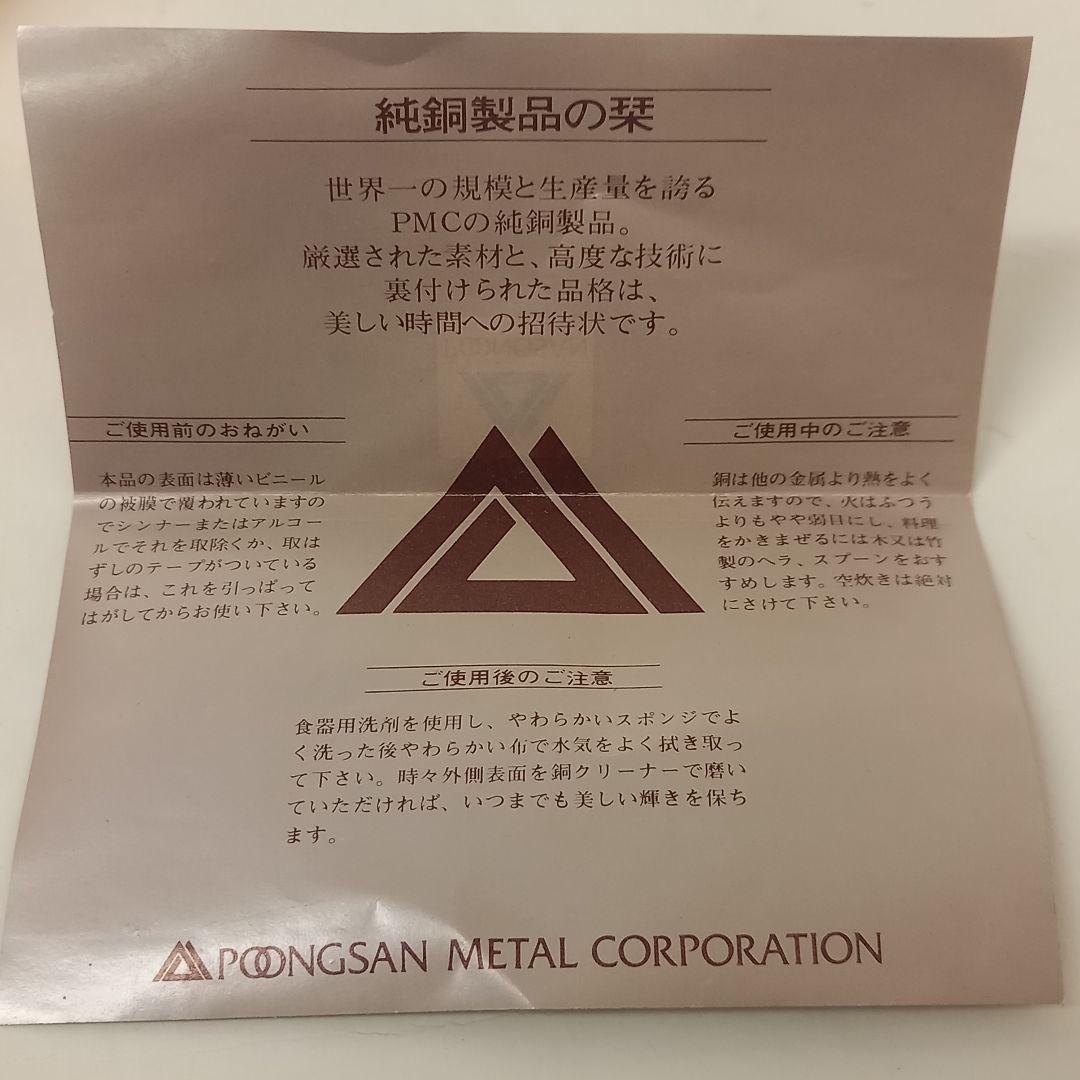 純銅製品の栞
世界一の規模と生産量を誇る
PMCの純銅製品。
厳選された素材と、高度な技術に
裏付けられた品格は、
美しい時間への招待状です。
ご使用前のおねがい
本品の表面は薄いビニール
の被膜で覆われていますの
でシンナーまたはアルコー
ルでそれを取除くか、取は
ずしのテープがついている
場合は、これを引っぱって
はがしてからお使い下さい。
ご使用中のご注意
銅は他の金属より熱をよく
伝えますので、火はふつう
よりもやや弱目にし、料理
をかきまぜるには木又は竹
製のヘラ、スプーンをおす
すめします。空炊きは絶対
にさけて下さい。
ご使用後のご注意
食器用洗剤を使用し、やわらかいスポンジでよ
く洗った後やわらかい布で水気をよく拭き取っ
て下さい。時々外側表面を銅クリーナーで磨い
ていただければ、いつまでも美しい輝きを保ち
ます。
POONGSAN METAL CORPORATION